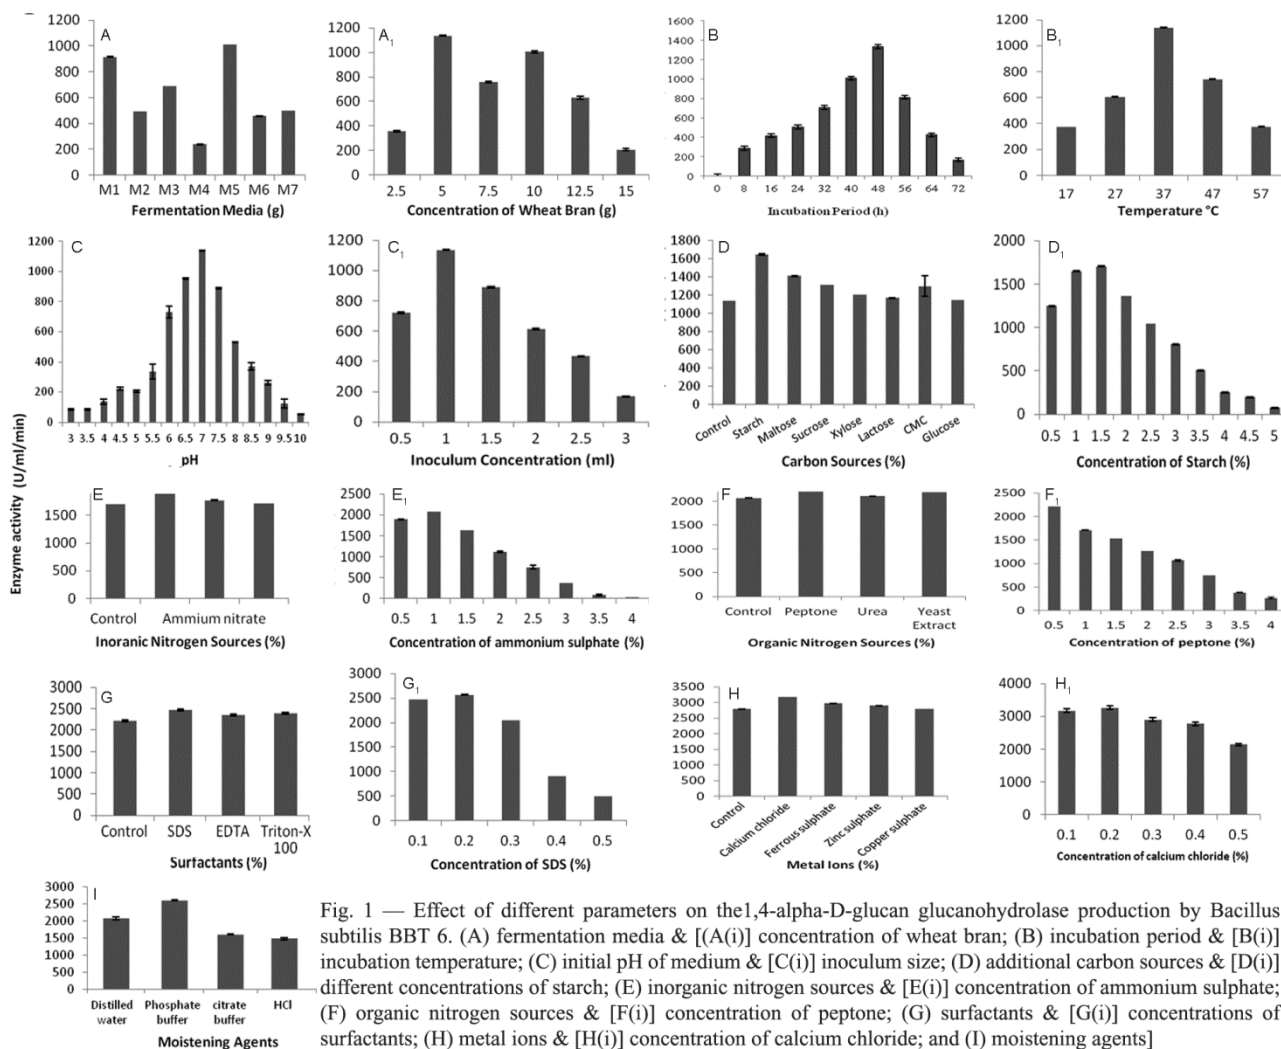 A
1200
1000
800
600
400
200
0
M1 M2 M3 M4 M5 M6 M7
Fermentation Media (g)
A1
1200
1000
800
600
400
200
0
2.5 5 7.5 10 12.5 15
Concentration of Wheat Bran (g)
B
1600
1400
1200
1000
800
600
400
200
0
0 8 16 24 32 40 48 56 64 72
Incubation Period (h)
B1
1200
1000
800
600
400
200
0
17 27 37 47 57
Temperature °C
Enzyme activity (U/ml/min)
C
1200
1000
800
600
400
200
0
3 3.5 4 4.5 5 5.5 6 6.5 7 7.5 8 8.5 9 9.5 10
pH
C1
1200
1000
800
600
400
200
0
0.5 1 1.5 2 2.5 3
Inoculum Concentration (ml)
D
1800
1600
1400
1200
1000
800
600
400
200
0
Control Starch Maltose Sucrose Xylose Lactose CMC Glucose
Carbon Sources (%)
D1
2000
1500
1000
500
0
0.5 1 1.5 2 2.5 3 3.5 4 4.5 5
Concentration of Starch (%)
E
1500
1000
500
0
Control Ammium nitrate
Inoranic Nitrogen Sources (%)
E1
2500
2000
1500
1000
500
0
0.5 1 1.5 2 2.5 3 3.5 4
Concentration of ammonium sulphate (%)
F
2000
1500
1000
500
0
Control Peptone Urea Yeast
Extract
Organic Nitrogen Sources (%)
F1
2500
2000
1500
1000
500
0
0.5 1 1.5 2 2.5 3 3.5 4
Concentration of peptone (%)
G
3000
2500
2000
1500
1000
500
0
Control SDS EDTA Triton-X
100
Surfactants (%)
G1
3000
2500
2000
1500
1000
500
0
0.1 0.2 0.3 0.4 0.5
Concentration of SDS (%)
H
3500
3000
2500
2000
1500
1000
500
0
Control Calcium chloride Ferrous sulphate Zinc sulphate Copper sulphate
Metal Ions (%)
H1
4000
3000
2000
1000
0
0.1 0.2 0.3 0.4 0.5
Concentration of calcium chloride (%)
I
3000
2500
2000
1500
1000
500
0
Distilled Phosphate citrate HCl
water buffer buffer
Moistening Agents
Fig. 1 — Effect of different parameters on the1,4-alpha-D-glucan glucanohydrolase production by Bacillus
subtilis BBT 6. (A) fermentation media & [(A(i)] concentration of wheat bran; (B) incubation period & [B(i)]
incubation temperature; (C) initial pH of medium & [C(i)] inoculum size; (D) additional carbon sources & [D(i)]
different concentrations of starch; (E) inorganic nitrogen sources & [E(i)] concentration of ammonium sulphate;
(F) organic nitrogen sources & [F(i)] concentration of peptone; (G) surfactants & [G(i)] concentrations of
surfactants; (H) metal ions & [H(i)] concentration of calcium chloride; and (I) moistening agents]